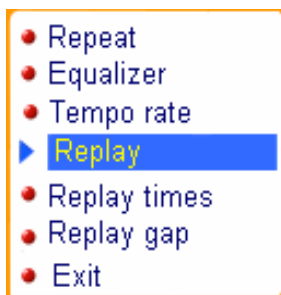 Repeat
Equalizer
Tempo rate
Replay
Replay times
Replay gap
Exit